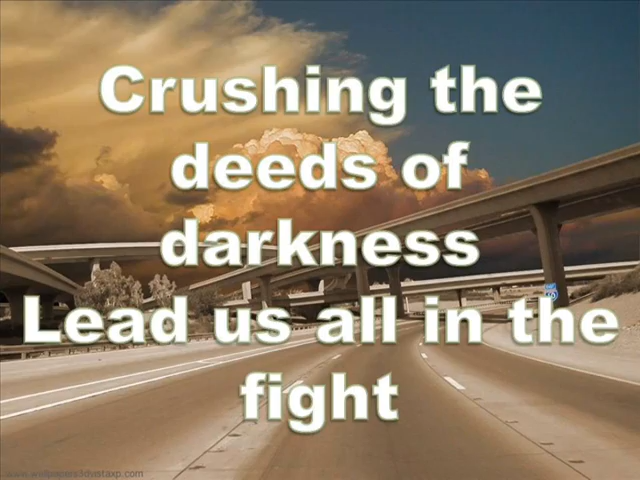 Crushing the
deeds of
darkness
Lead us all in the
fight